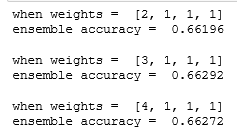 when weights = [2, 1, 1, 1]
ensemble accuracy = 0.66196
when weights = [3, 1, 1, 1]
ensemble accuracy = 0.66292
when weights = [4, 1, 1, 1]
ensemble accuracy = 0.66272